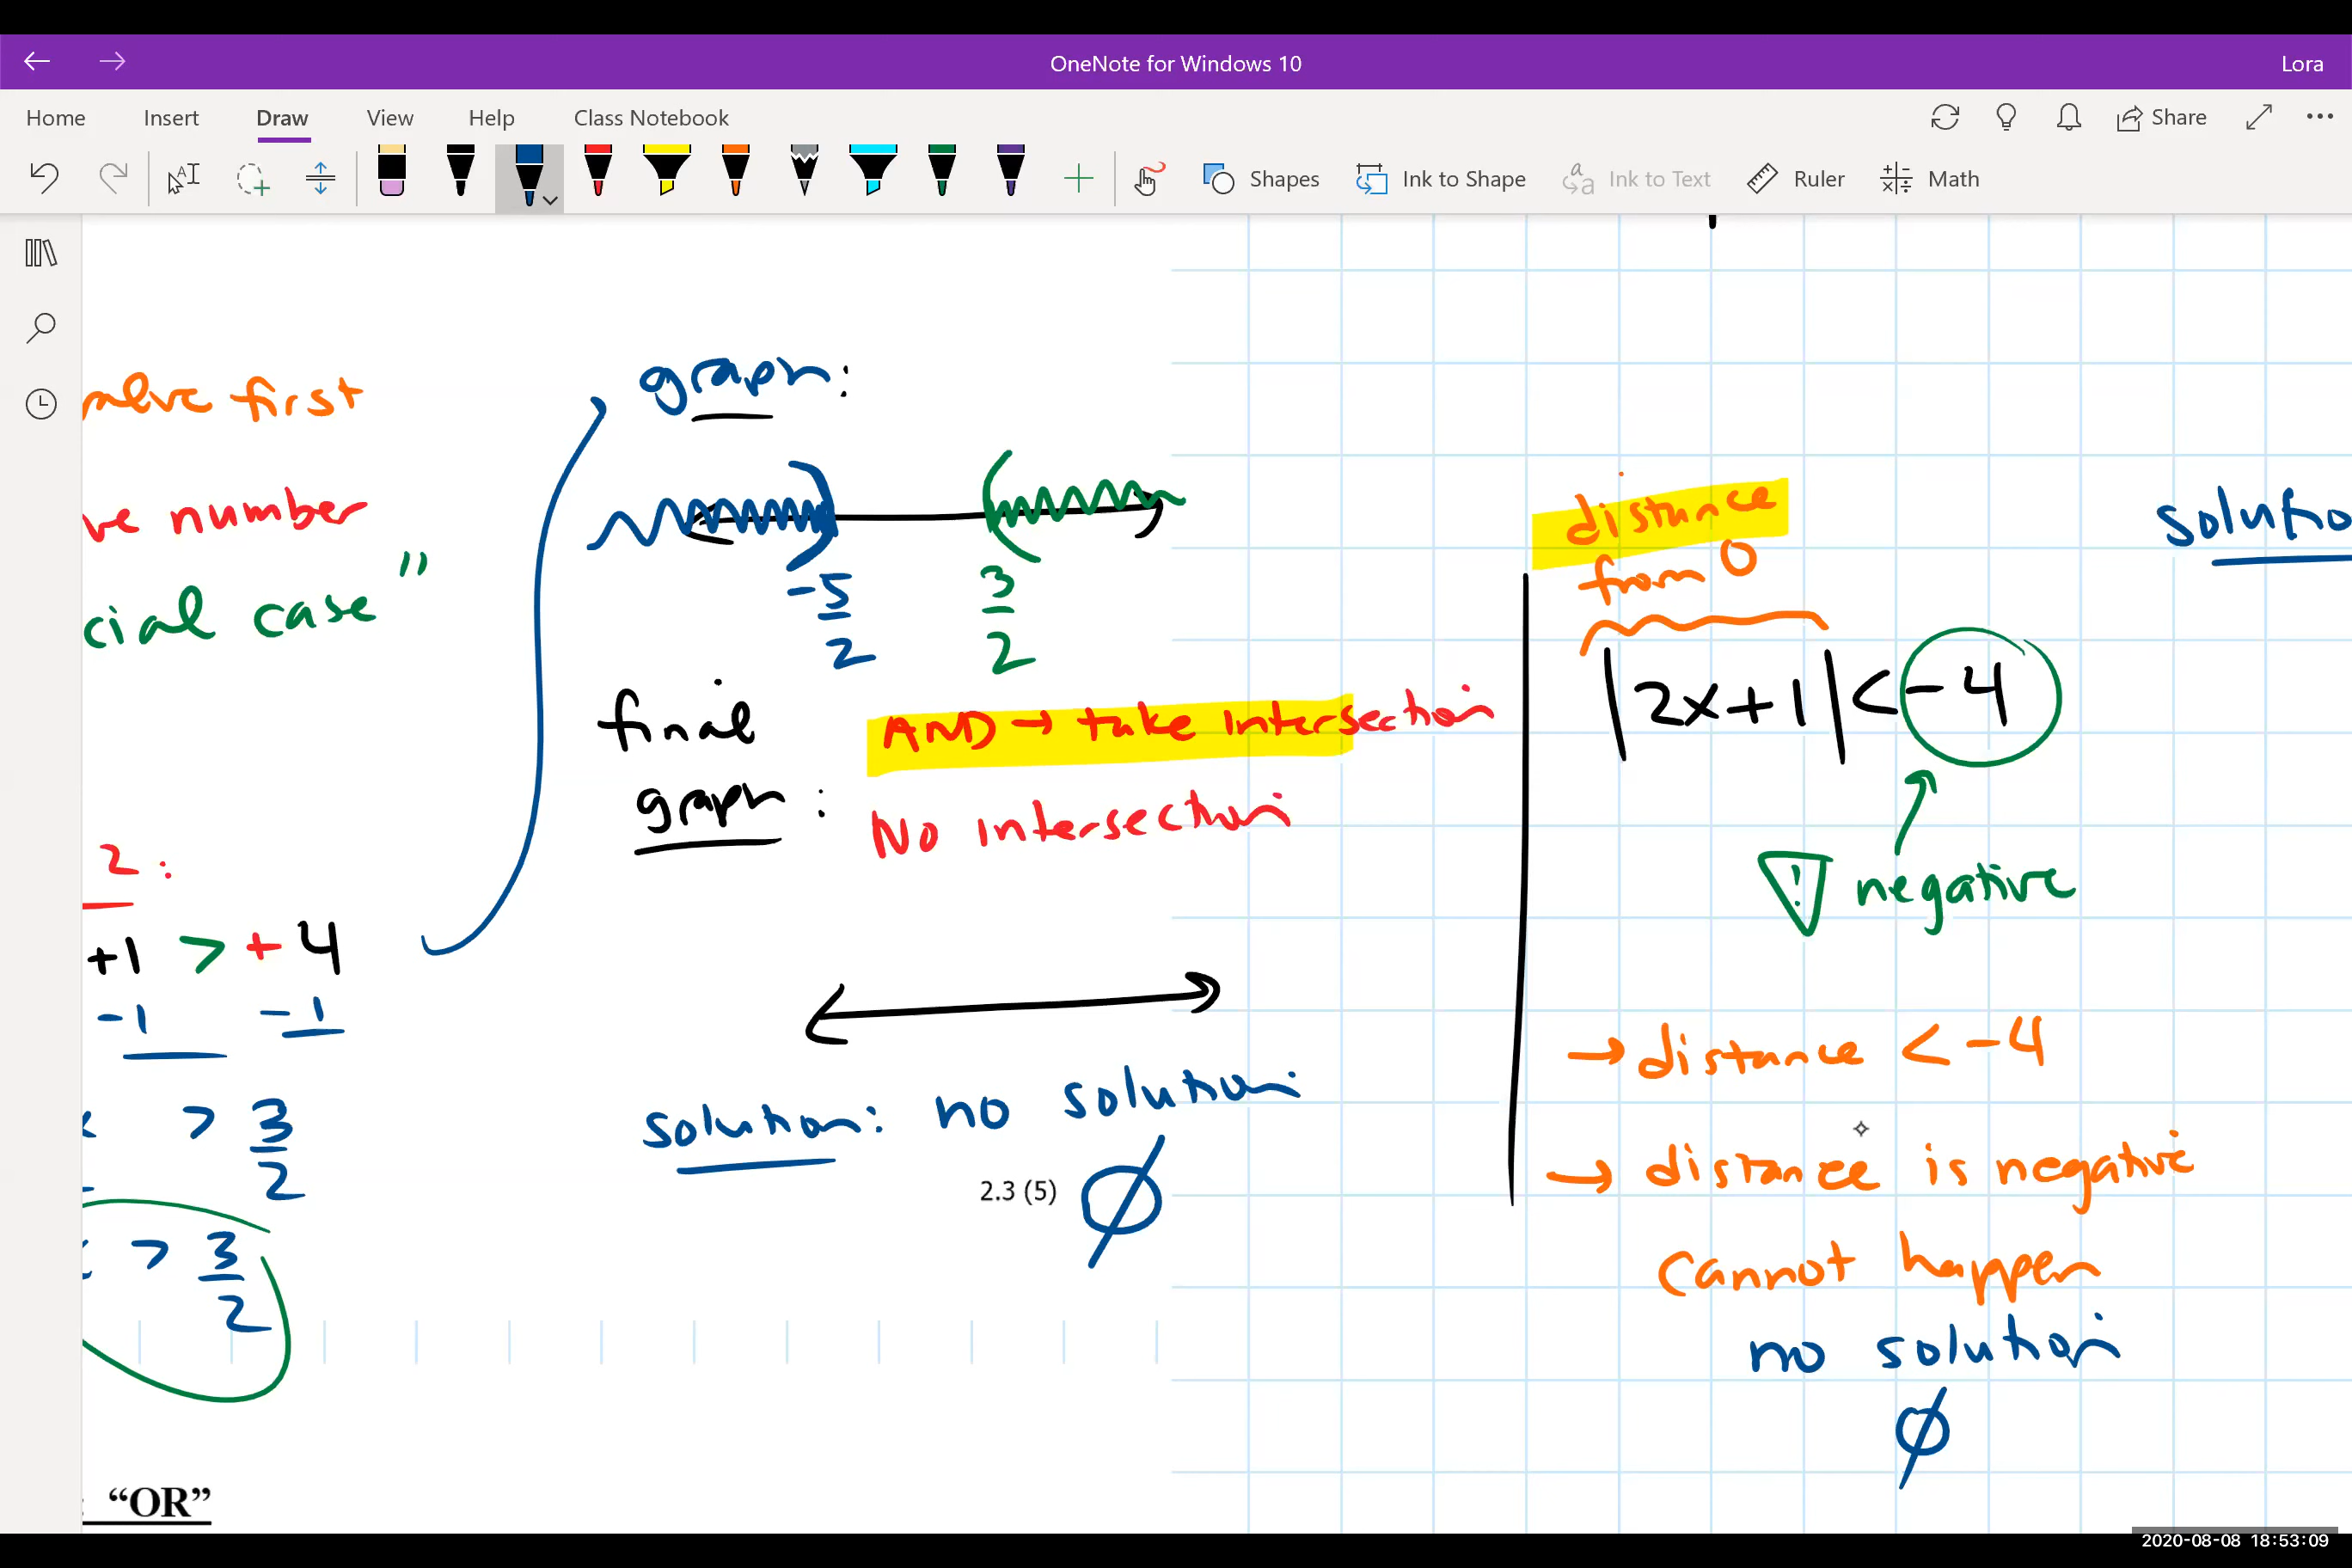 OneNote for Windows 10
Lora
Home Insert Draw View Help Class Notebook
Share
Shapes Ink to Shape Ink to Text Ruler Math
first
ve number
cial case"
2:
+1 > +4
-1 -1
> 3/2
> 3/2
"OR"
graph:
-5/2 3/2
final
graph:
AND → take intersection
No intersection
solution: no solution
2.3 (5) ∅
distance
from 0
|2x+1| < -4
! negative
→ distance < -4
→ distance is negative
cannot happen
no solution
∅
solutio
2020-08-08 18:53:09